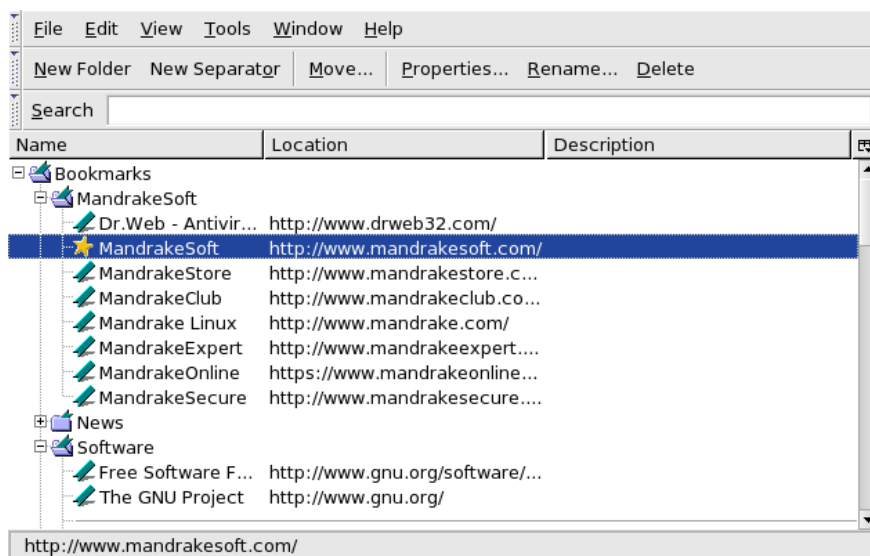 File Edit View Tools Window Help
New Folder New Separator Move... Properties... Rename... Delete
Search
Name Location Description
Bookmarks
MandrakeSoft
Dr.Web - Antivir... http://www.drweb32.com/
MandrakeSoft http://www.mandrakesoft.com/
MandrakeStore http://www.mandrakestore.c...
MandrakeClub http://www.mandrakeclub.co...
Mandrake Linux http://www.mandrake.com/
MandrakeExpert http://www.mandrakeexpert....
MandrakeOnline https://www.mandrakeonline...
MandrakeSecure http://www.mandrakesecure....
News
Software
Free Software F... http://www.gnu.org/software/...
The GNU Project http://www.gnu.org/
http://www.mandrakesoft.com/